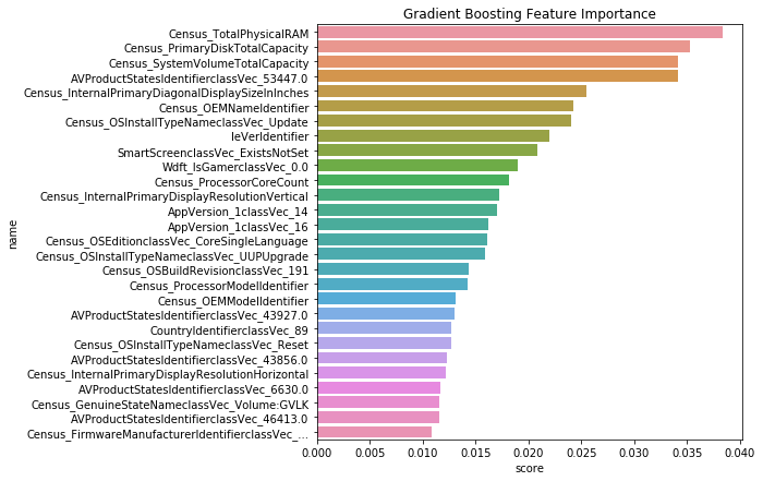 Gradient Boosting Feature Importance
Census_TotalPhysicalRAM
Census_PrimaryDiskTotalCapacity
Census_SystemVolumeTotalCapacity
AVProductStatesIdentifierclassVec_53447.0
Census_InternalPrimaryDiagonalDisplaySizeInInches
Census_OEMNameIdentifier
Census_OSInstallTypeNameclassVec_Update
IeVerIdentifier
SmartScreenclassVec_ExistsNotSet
Wdft_IsGamerclassVec_0.0
Census_ProcessorCoreCount
Census_InternalPrimaryDisplayResolutionVertical
AppVersion_1classVec_14
AppVersion_1classVec_16
Census_OSEditionclassVec_CoreSingleLanguage
Census_OSInstallTypeNameclassVec_UUPUpgrade
Census_OSBuildRevisionclassVec_191
Census_ProcessorModelIdentifier
Census_OEMModelIdentifier
AVProductStatesIdentifierclassVec_43927.0
CountryIdentifierclassVec_89
Census_OSInstallTypeNameclassVec_Reset
AVProductStatesIdentifierclassVec_43856.0
Census_InternalPrimaryDisplayResolutionHorizontal
AVProductStatesIdentifierclassVec_6630.0
Census_GenuineStateNameclassVec_Volume:GVLK
AVProductStatesIdentifierclassVec_46413.0
Census_FirmwareManufacturerIdentifierclassVec_...
name
0.000 0.005 0.010 0.015 0.020 0.025 0.030 0.035 0.040
score